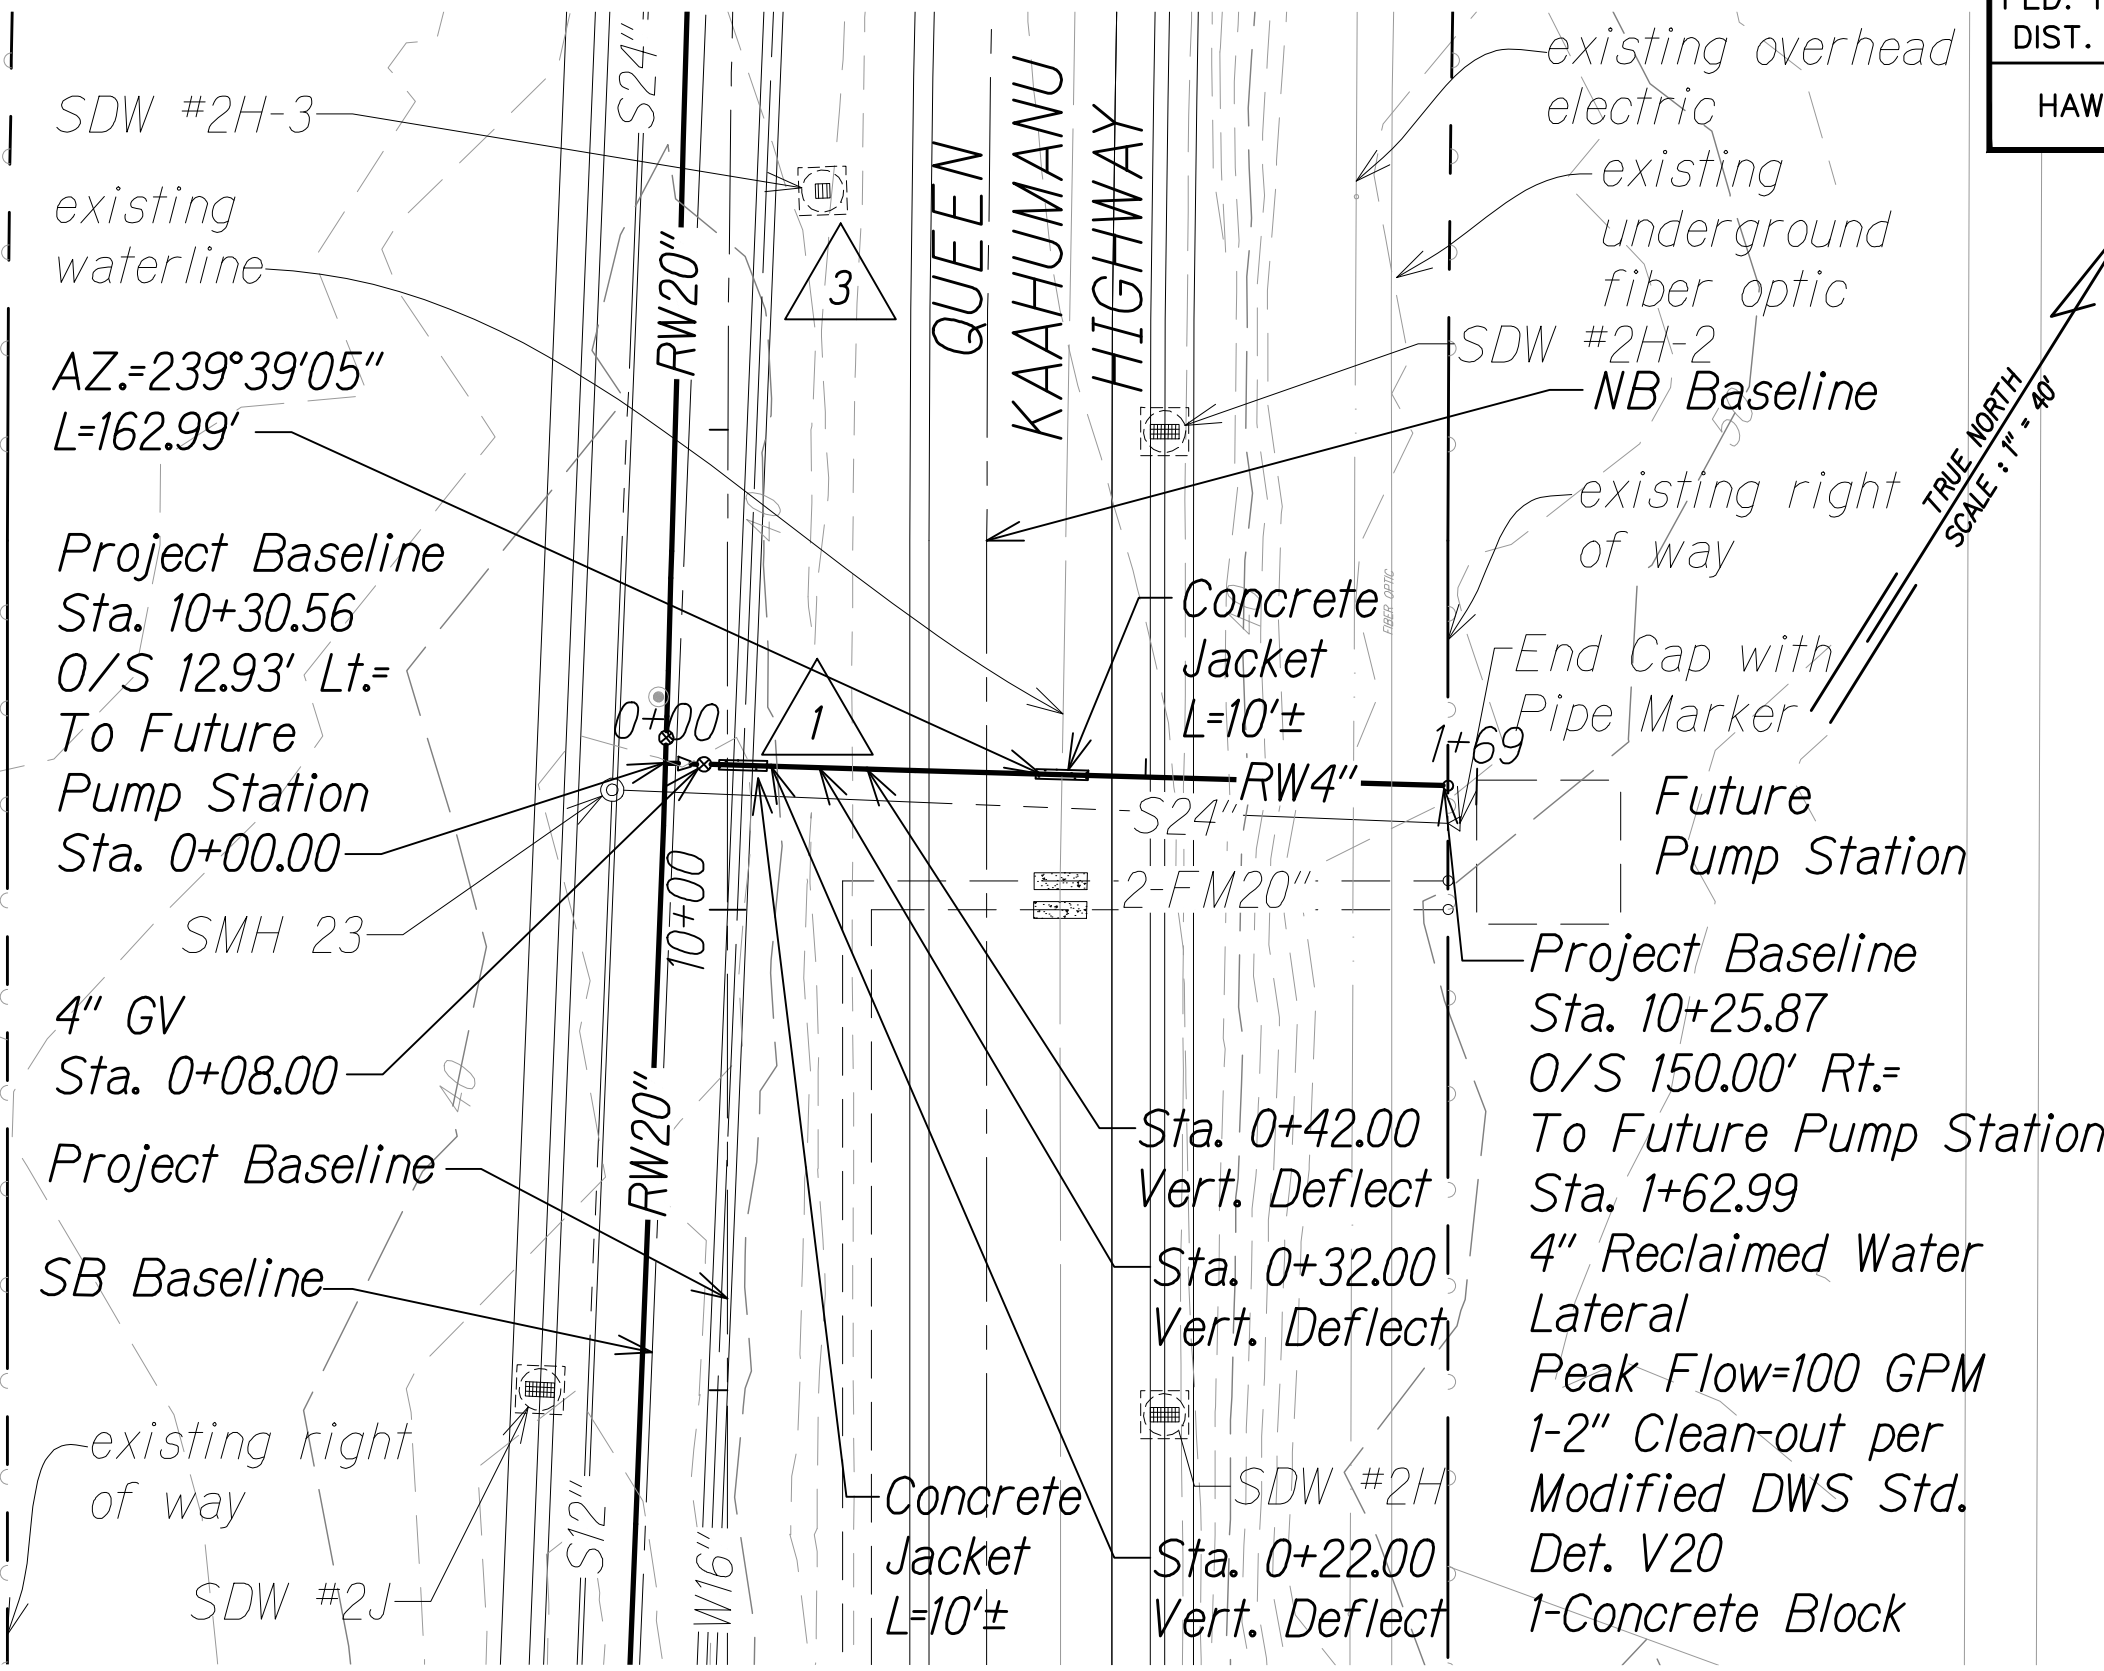 DIST.
HAW
SDW #2H-3
existing
waterline
AZ.=239°39'05"
L=162.99'
Project Baseline
Sta. 10+30.56
O/S 12.93' Lt.=
To Future
Pump Station
Sta. 0+00.00
SMH 23
4" GV
Sta. 0+08.00
Project Baseline
SB Baseline
existing right
of way
SDW #2J
S24"
RW20"
3
0+00
1
10+00
40
RW20"
S12"
W16"
QUEEN
KAAHUMANU
HIGHWAY
existing overhead
electric
existing
underground
fiber optic
SDW #2H-2
NB Baseline
TRUE NORTH
SCALE : 1" = 40'
existing right
of way
FIBER OPTIC
Concrete
Jacket
L=10'±
End Cap with
Pipe Marker
1+69
RW4"
S24"
2-FM20"
Future
Pump Station
Project Baseline
Sta. 10+25.87
O/S 150.00' Rt.=
To Future Pump Station
Sta. 1+62.99
4" Reclaimed Water
Lateral
Peak Flow=100 GPM
1-2" Clean-out per
Modified DWS Std.
Det. V20
1-Concrete Block
Sta. 0+42.00
Vert. Deflect
Sta. 0+32.00
Vert. Deflect
SDW #2H
Sta. 0+22.00
Vert. Deflect
Concrete
Jacket
L=10'±